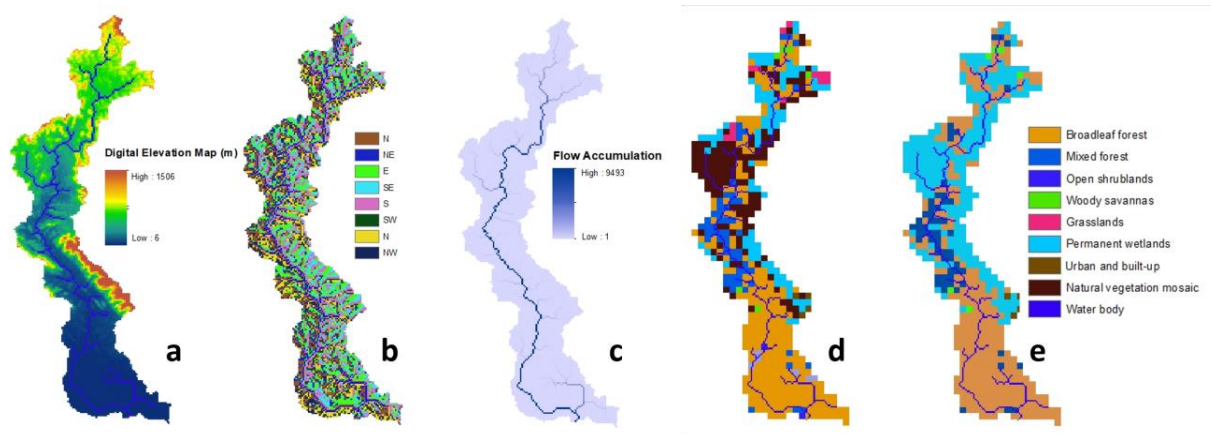 Digital Elevation Map (m)
High : 1506
Low : 6
a
N
NE
E
SE
S
SW
N
NW
b
Flow Accumulation
High : 9493
Low : 1
c
d
Broadleaf forest
Mixed forest
Open shrublands
Woody savannas
Grasslands
Permanent wetlands
Urban and built-up
Natural vegetation mosaic
Water body
e